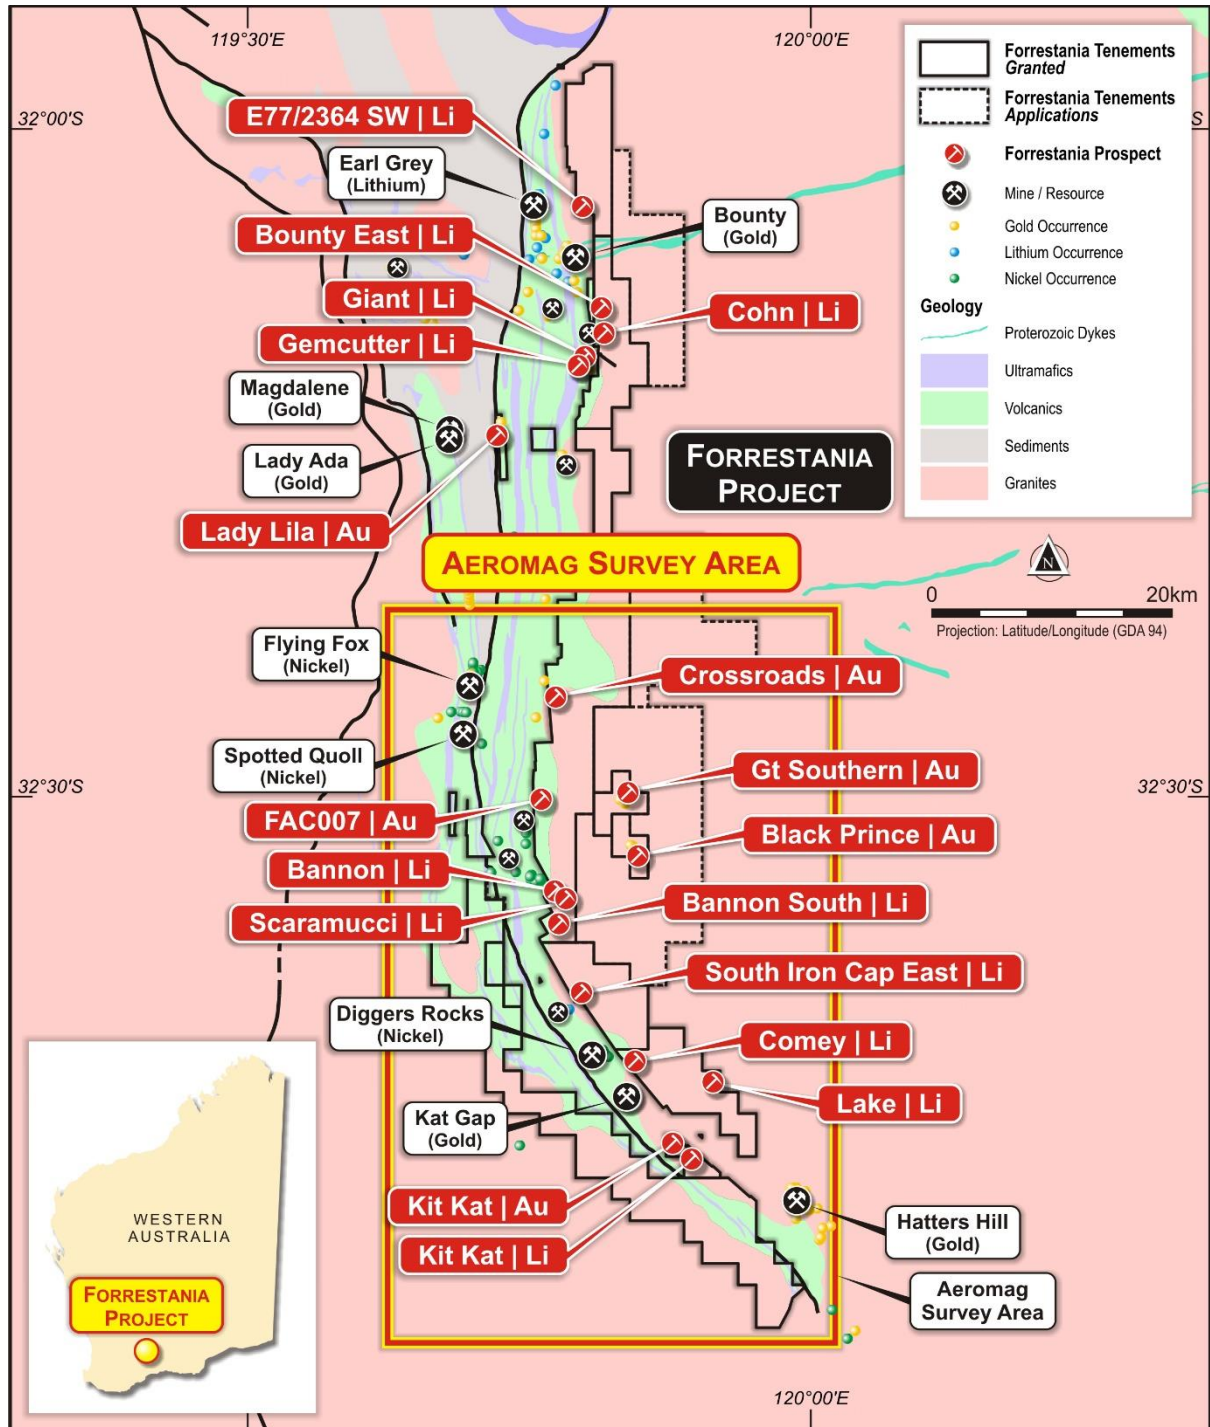 119°30'E
120°00'E
32°00'S
E77/2364 SW | Li
Earl Grey
(Lithium)
Bounty East | Li
Bounty
(Gold)
Giant | Li
Cohn | Li
Gemcutter | Li
Magdalene
(Gold)
Lady Ada
(Gold)
Lady Lila | Au
FORRESTANIA
PROJECT
Forrestania Tenements
Granted
Forrestania Tenements
Applications
Forrestania Prospect
Mine / Resource
Gold Occurrence
Lithium Occurrence
Nickel Occurrence
Geology
Proterozoic Dykes
Ultramafics
Volcanics
Sediments
Granites
'S
AEROMAG SURVEY AREA
N
0
20km
Projection: Latitude/Longitude (GDA 94)
Flying Fox
(Nickel)
Crossroads | Au
Spotted Quoll
(Nickel)
Gt Southern | Au
32°30'S
32°30'S
FAC007 | Au
Black Prince | Au
Bannon | Li
Scaramucci | Li
Bannon South | Li
South Iron Cap East | Li
Diggers Rocks
(Nickel)
Comey | Li
Lake | Li
Kat Gap
(Gold)
Kit Kat | Au
Kit Kat | Li
Hatters Hill
(Gold)
Aeromag
Survey Area
WESTERN
AUSTRALIA
FORRESTANIA
PROJECT
120°00'E